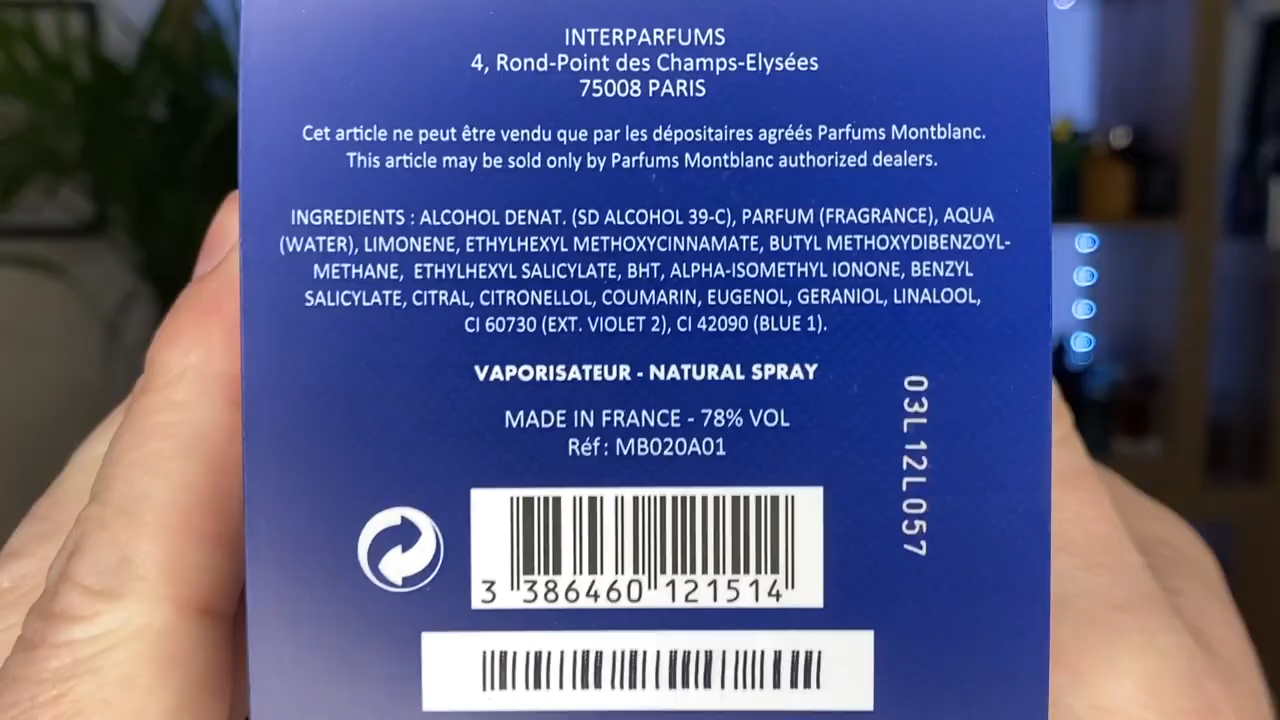 INTERPARFUMS
4, Rond-Point des Champs-Elysées
75008 PARIS
Cet article ne peut être vendu que par les dépositaires agréés Parfums Montblanc.
This article may be sold only by Parfums Montblanc authorized dealers.
INGREDIENTS : ALCOHOL DENAT. (SD ALCOHOL 39-C), PARFUM (FRAGRANCE), AQUA
(WATER), LIMONENE, ETHYLHEXYL METHOXYCINNAMATE, BUTYL METHOXYDIBENZOYL-
METHANE, ETHYLHEXYL SALICYLATE, BHT, ALPHA-ISOMETHYL IONONE, BENZYL
SALICYLATE, CITRAL, CITRONELLOL, COUMARIN, EUGENOL, GERANIOL, LINALOOL,
CI 60730 (EXT. VIOLET 2), CI 42090 (BLUE 1).
VAPORISATEUR - NATURAL SPRAY
MADE IN FRANCE - 78% VOL
Réf : MB020A01
03L12L057
3 386460 121514